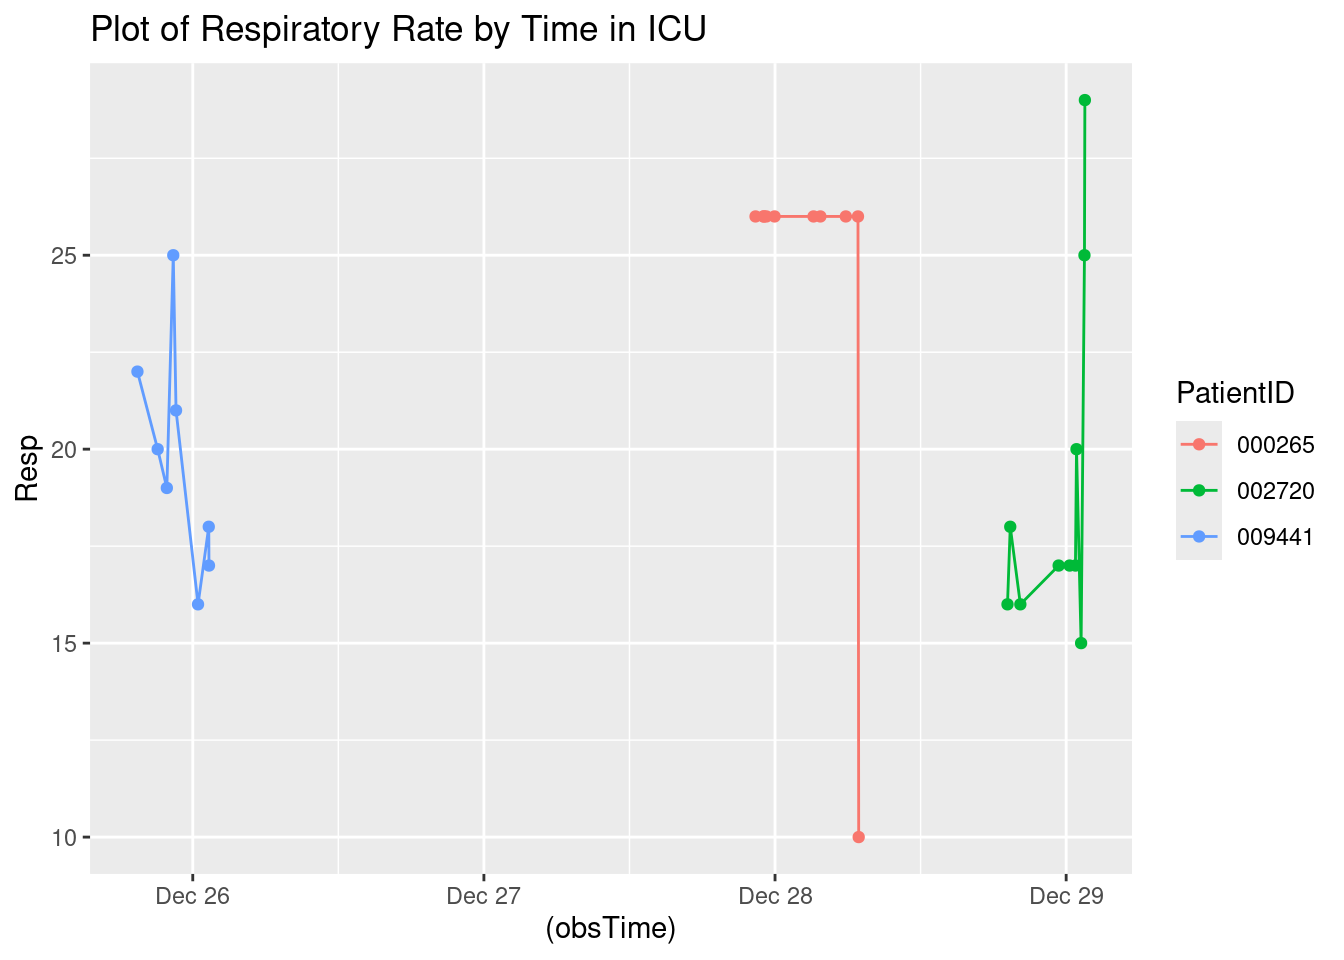 Plot of Respiratory Rate by Time in ICU
Resp
25
20
15
10
Dec 26 Dec 27 Dec 28 Dec 29
(obsTime)
PatientID
000265
002720
009441